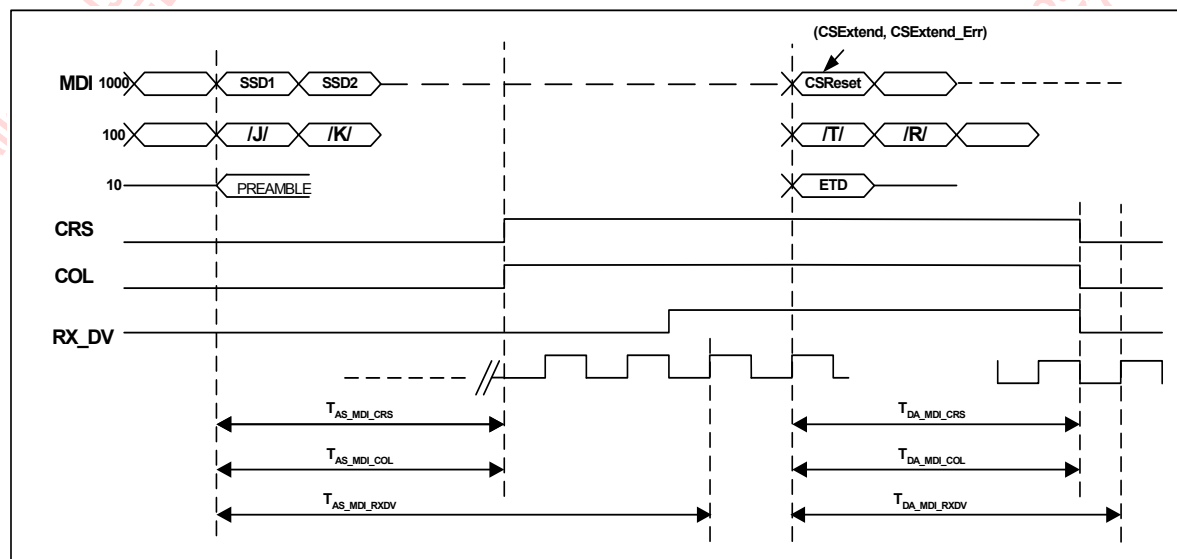 (CSExtend, CSExtend_Err)
MDI 1000 SSD1 SSD2 CSReset
100 /J/ /K/ /T/ /R/
10 PREAMBLE ETD
CRS
COL
RX_DV
TAS_MDI_CRS TDA_MDI_CRS
TAS_MDI_COL TDA_MDI_COL
TAS_MDI_RXDV TDA_MDI_RXDV